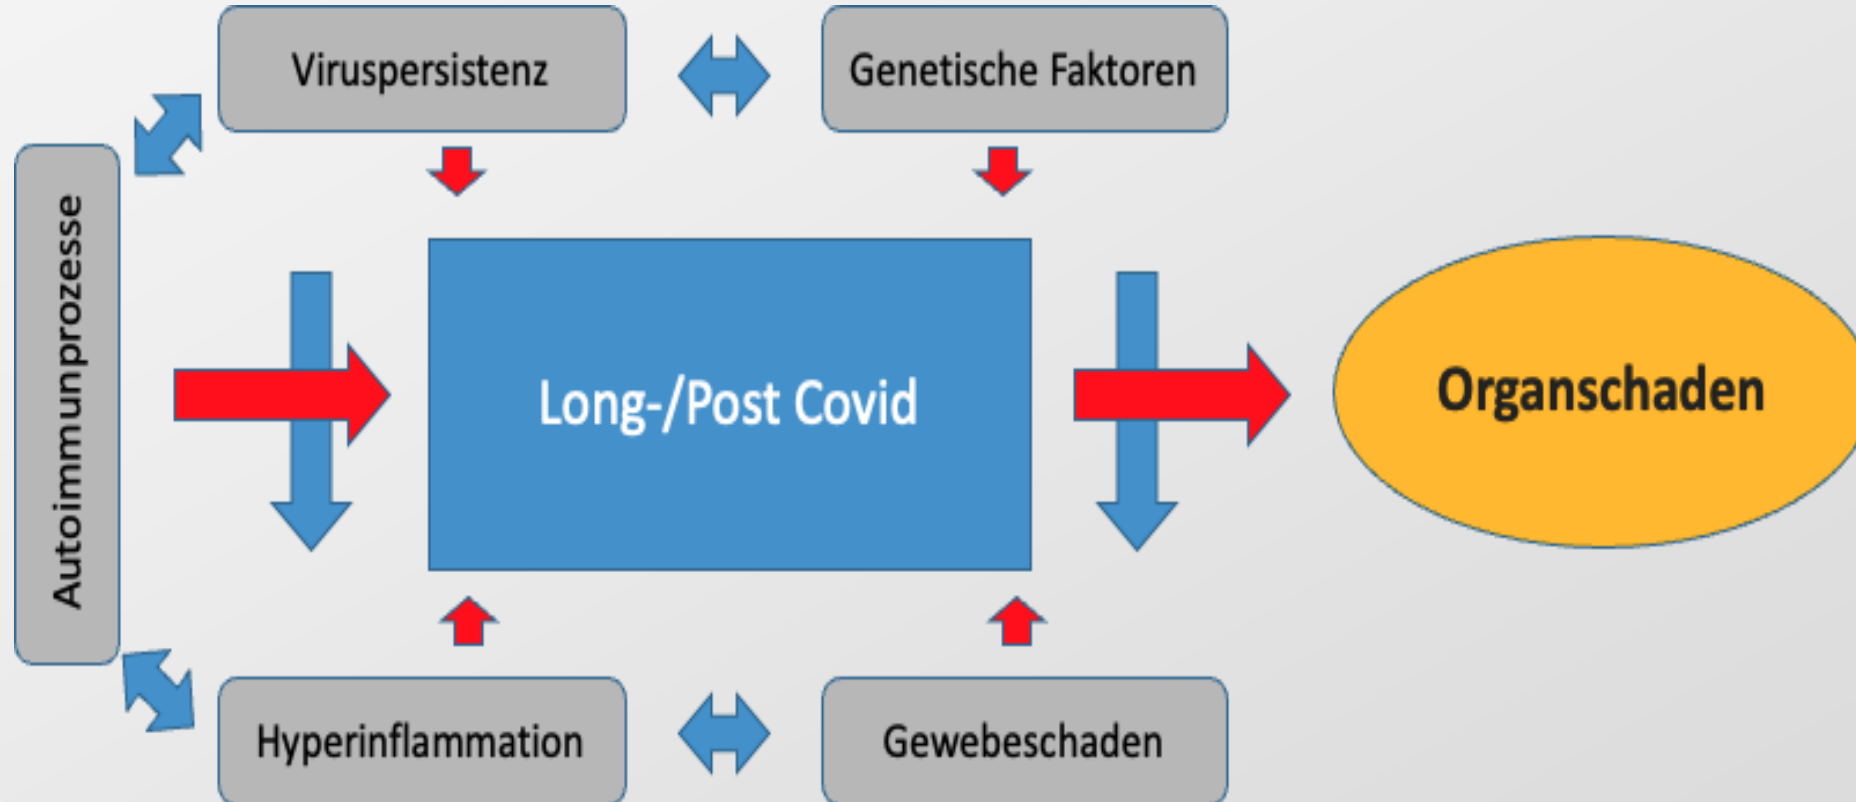 Viruspersistenz
Genetische Faktoren
Autoimmunprozesse
Long-/Post Covid
Organschaden
Hyperinflammation
Gewebeschaden